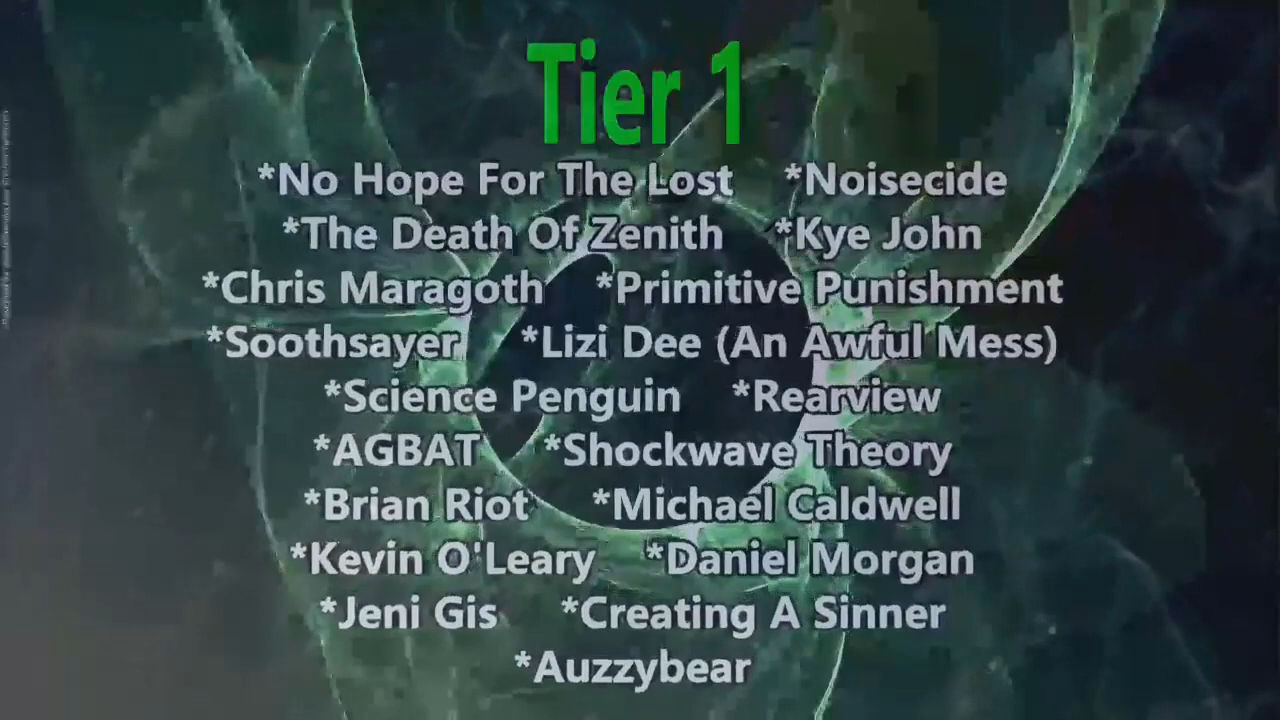 Tier 1
*No Hope For The Lost *Noisecide
*The Death Of Zenith *Kye John
*Chris Maragoth *Primitive Punishment
*Soothsayer *Lizi Dee (An Awful Mess)
*Science Penguin *Rearview
*AGBAT *Shockwave Theory
*Brian Riot *Michael Caldwell
*Kevin O'Leary *Daniel Morgan
*Jeni Gis *Creating A Sinner
*Auzzybear